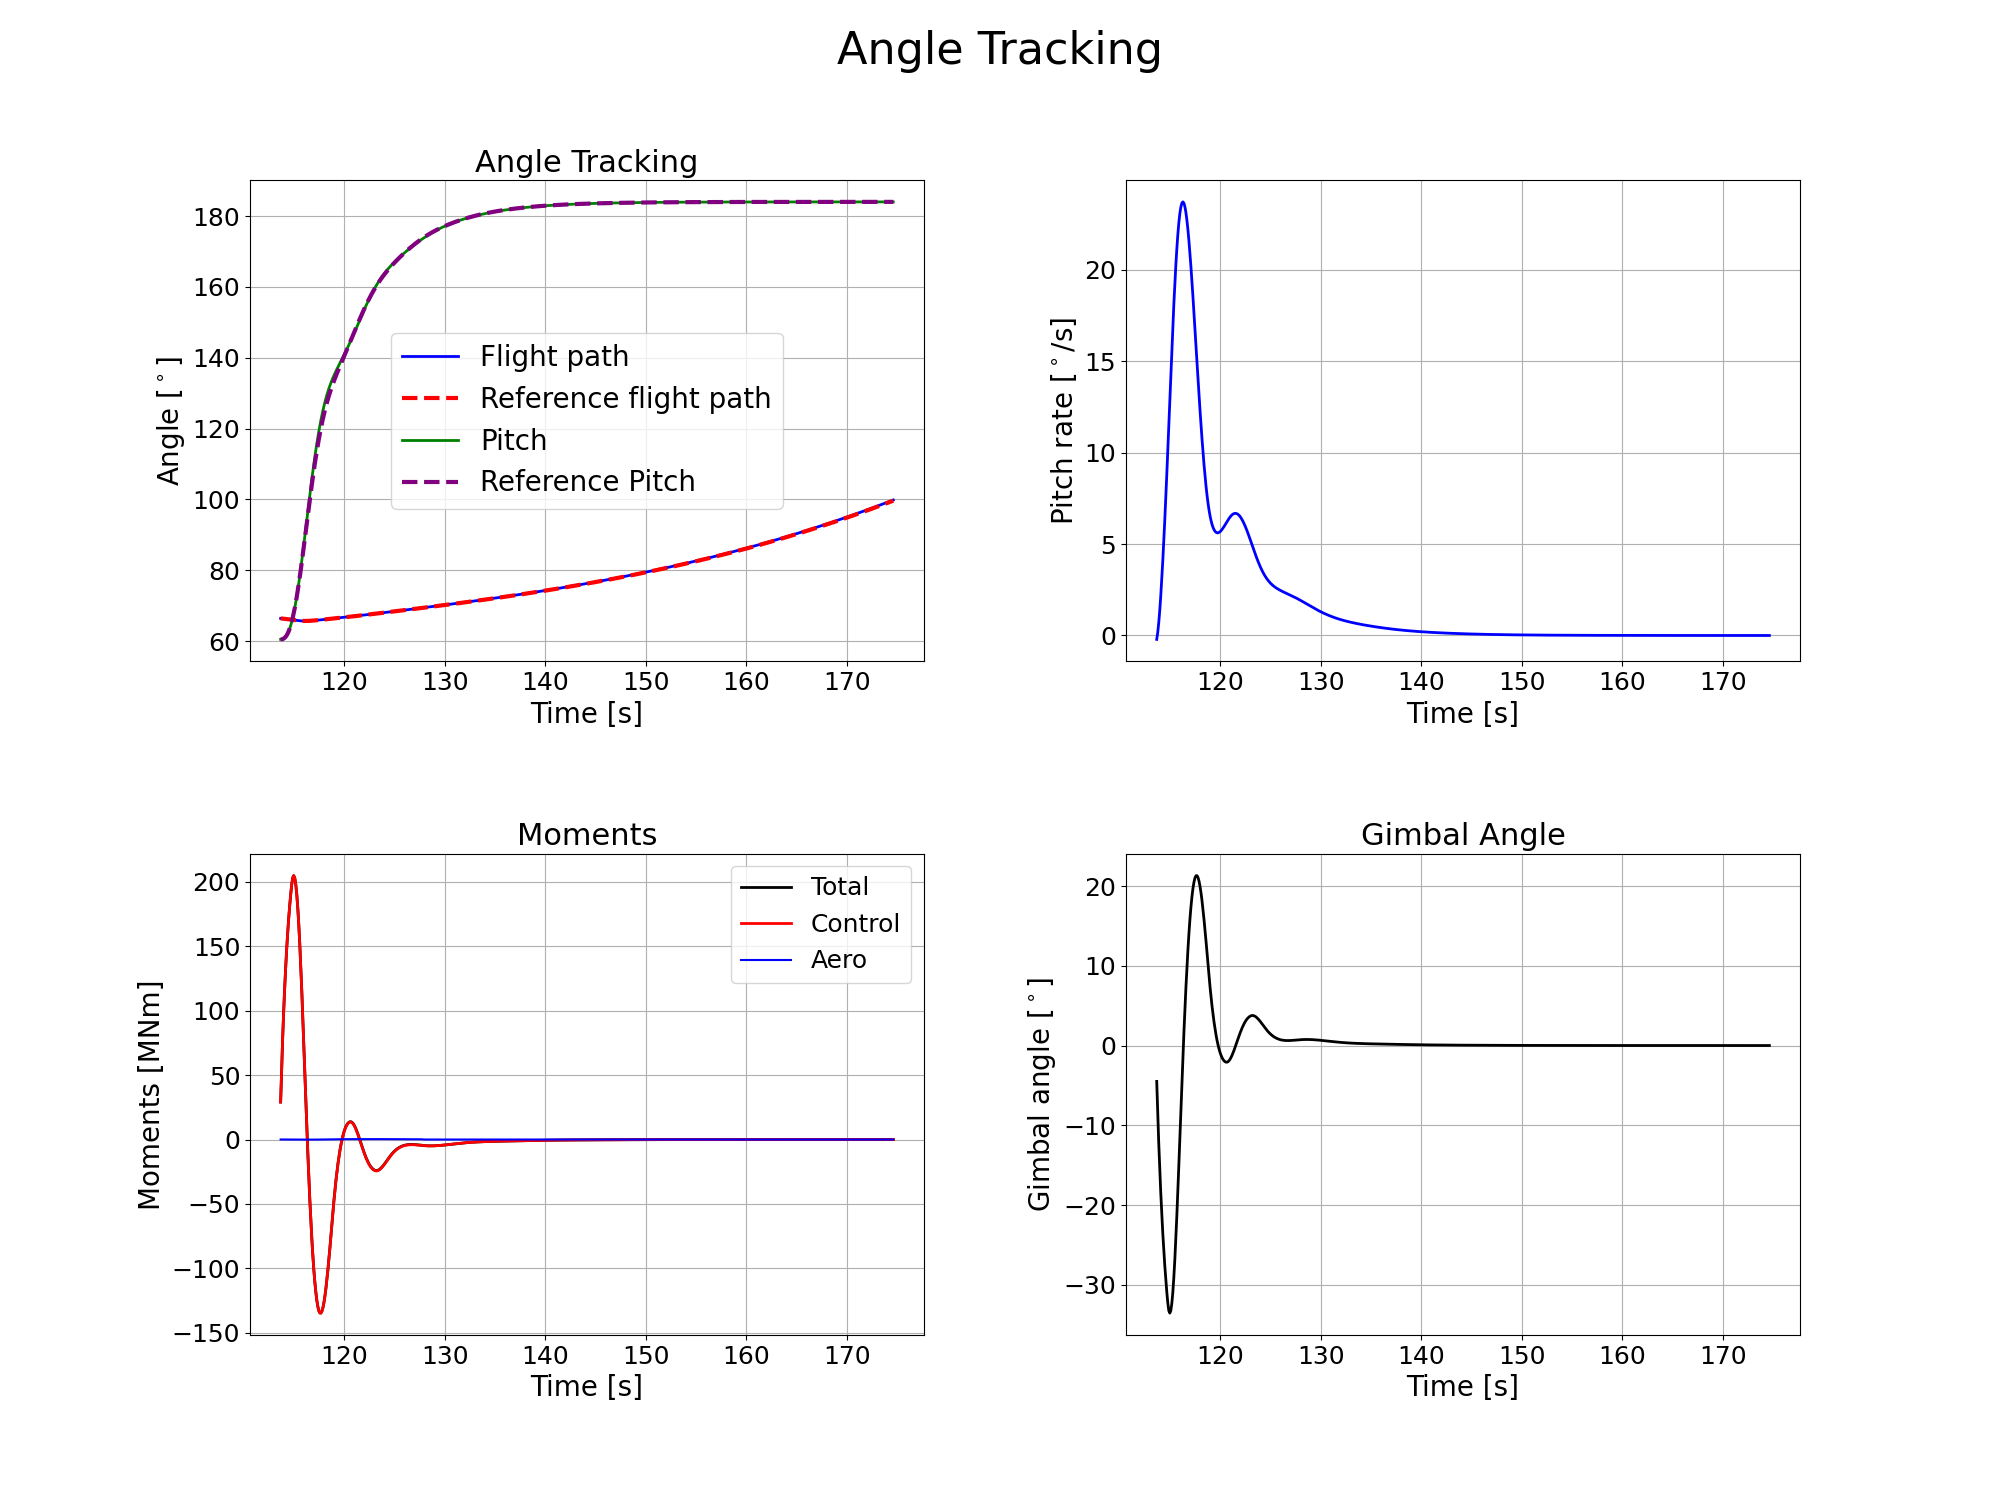 Angle Tracking
Angle Tracking
180
160
140
120
100
80
60
Angle [°]
Flight path
Reference flight path
Pitch
Reference Pitch
120 130 140 150 160 170
Time [s]
20
15
10
5
0
Pitch rate [°/s]
120 130 140 150 160 170
Time [s]
Moments
200
150
100
50
0
−50
−100
−150
Moments [MNm]
Total
Control
Aero
120 130 140 150 160 170
Time [s]
Gimbal Angle
20
10
0
−10
−20
−30
Gimbal angle [°]
120 130 140 150 160 170
Time [s]